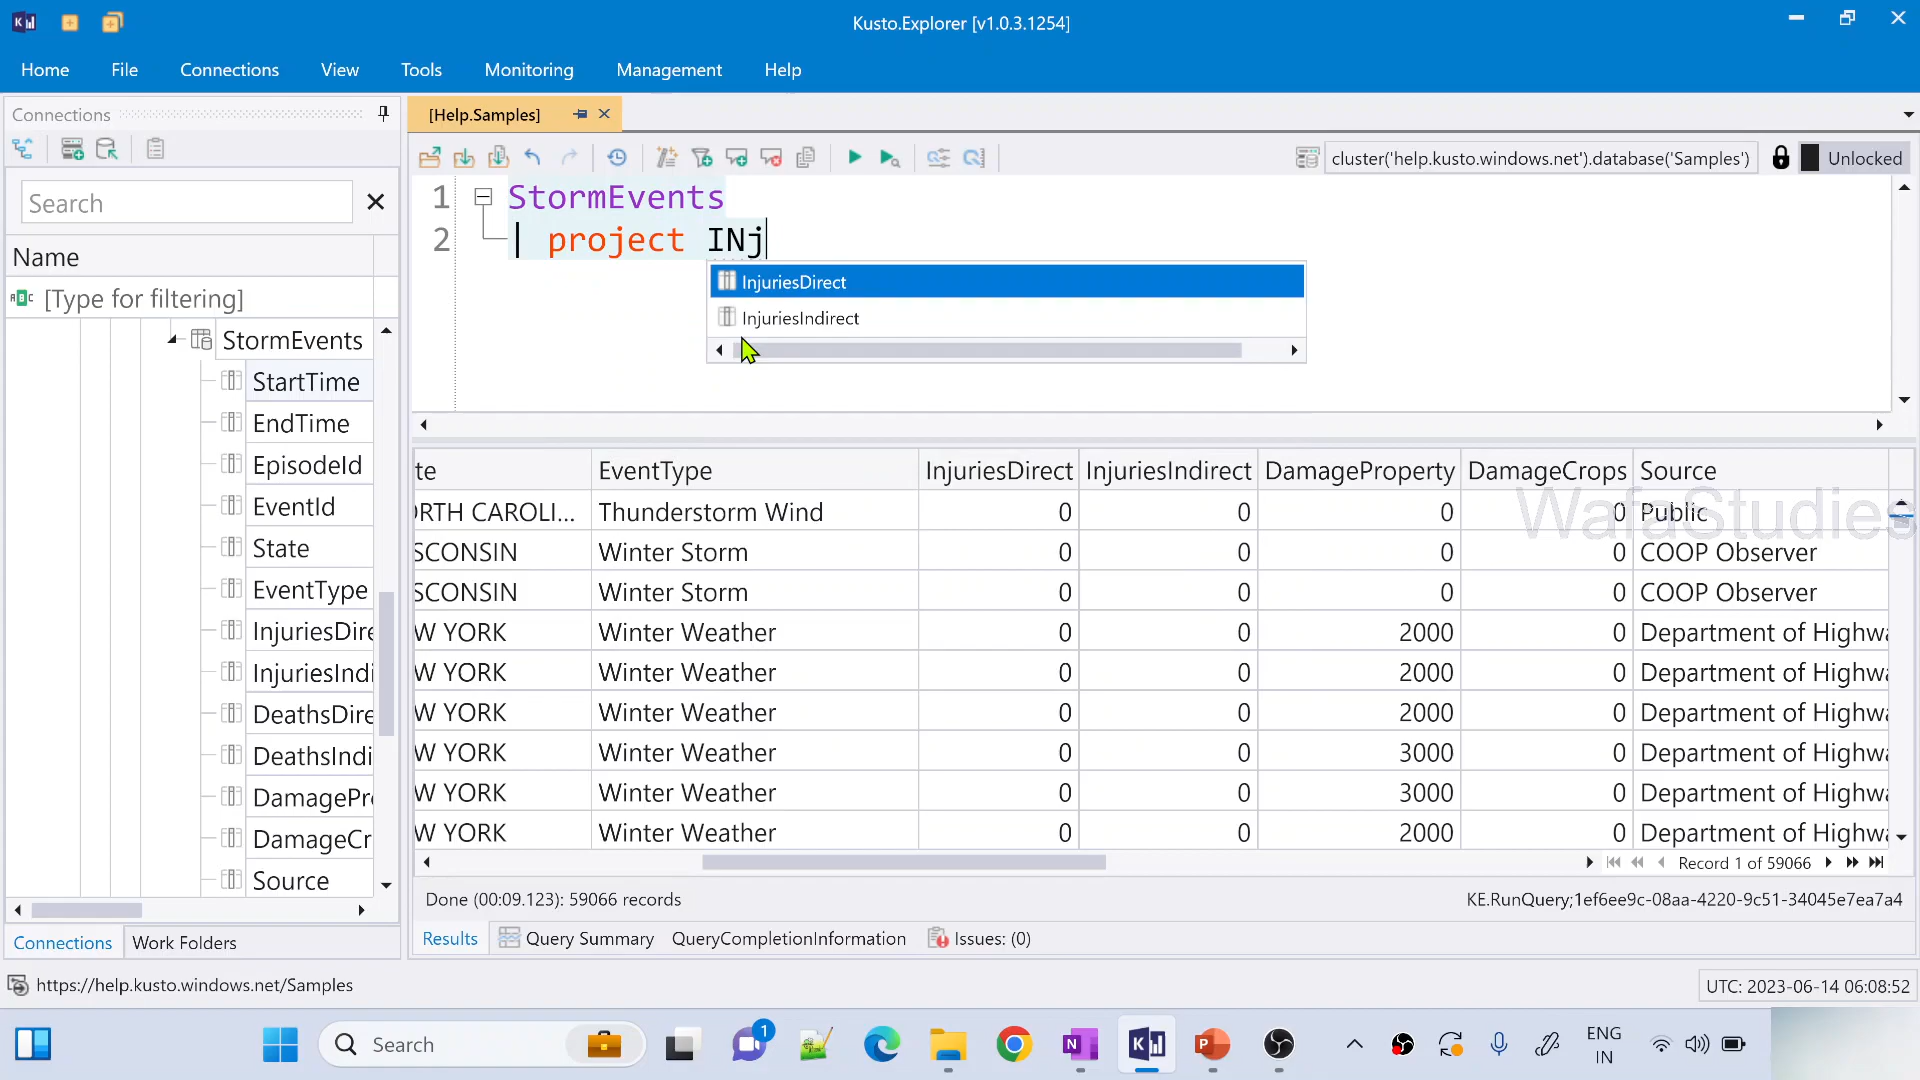 Kusto.Explorer [v1.0.3.1254]
Home File Connections View Tools Monitoring Management Help
Connections
[Help.Samples]
cluster('help.kusto.windows.net').database('Samples') Unlocked
Search
Name
[Type for filtering]
StormEvents
StartTime
EndTime
EpisodeId
EventId
State
EventType
InjuriesDire
InjuriesIndi
DeathsDire
DeathsIndi
DamagePr
DamageCr
Source
Connections Work Folders
1 StormEvents
2 | project INj
InjuriesDirect
InjuriesIndirect
te EventType InjuriesDirect InjuriesIndirect DamageProperty DamageCrops Source
ORTH CAROLI... Thunderstorm Wind 0 0 0 0 Public
SCONSIN Winter Storm 0 0 0 0 COOP Observer
SCONSIN Winter Storm 0 0 0 0 COOP Observer
W YORK Winter Weather 0 0 2000 0 Department of Highwa
W YORK Winter Weather 0 0 2000 0 Department of Highwa
W YORK Winter Weather 0 0 2000 0 Department of Highwa
W YORK Winter Weather 0 0 3000 0 Department of Highwa
W YORK Winter Weather 0 0 3000 0 Department of Highwa
W YORK Winter Weather 0 0 2000 0 Department of Highwa
WafaStudies
Record 1 of 59066
Done (00:09.123): 59066 records
KE.RunQuery;1ef6ee9c-08aa-4220-9c51-34045e7ea7a4
Results Query Summary QueryCompletionInformation Issues: (0)
https://help.kusto.windows.net/Samples
UTC: 2023-06-14 06:08:52
Search
1
ENG
IN